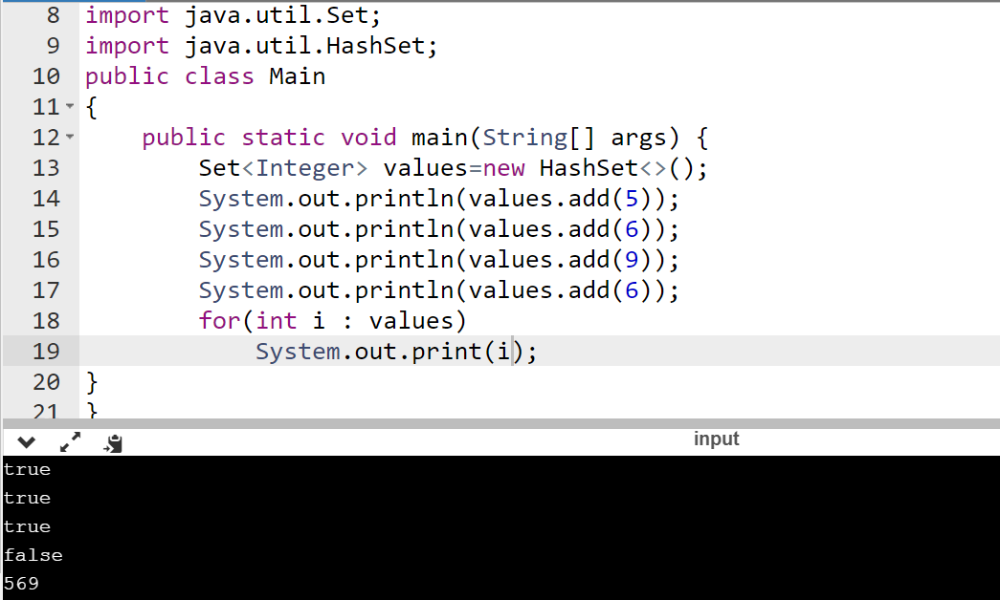 8 import java.util.Set;
9 import java.util.HashSet;
10 public class Main
11 {
12 public static void main(String[] args) {
13 Set<Integer> values=new HashSet<>();
14 System.out.println(values.add(5));
15 System.out.println(values.add(6));
16 System.out.println(values.add(9));
17 System.out.println(values.add(6));
18 for(int i : values)
19 System.out.print(i);
20 }
21 }
input
true
true
true
false
569